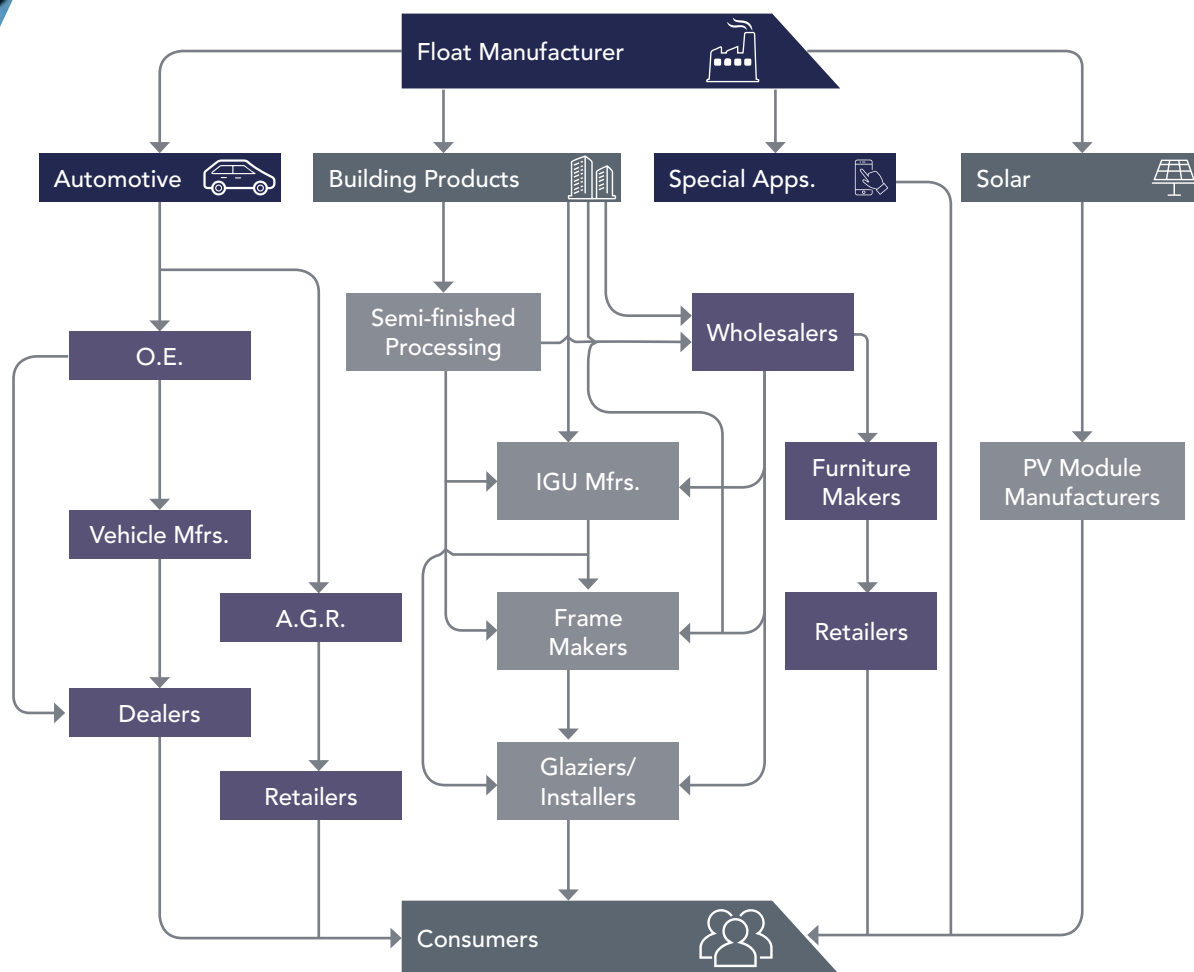 Float Manufacturer
Automotive
Building Products
Special Apps.
Solar
Semi-finished
Processing
Wholesalers
O.E.
IGU Mfrs.
Furniture
Makers
PV Module
Manufacturers
Vehicle Mfrs.
A.G.R.
Frame
Makers
Retailers
Dealers
Glaziers/
Installers
Retailers
Consumers